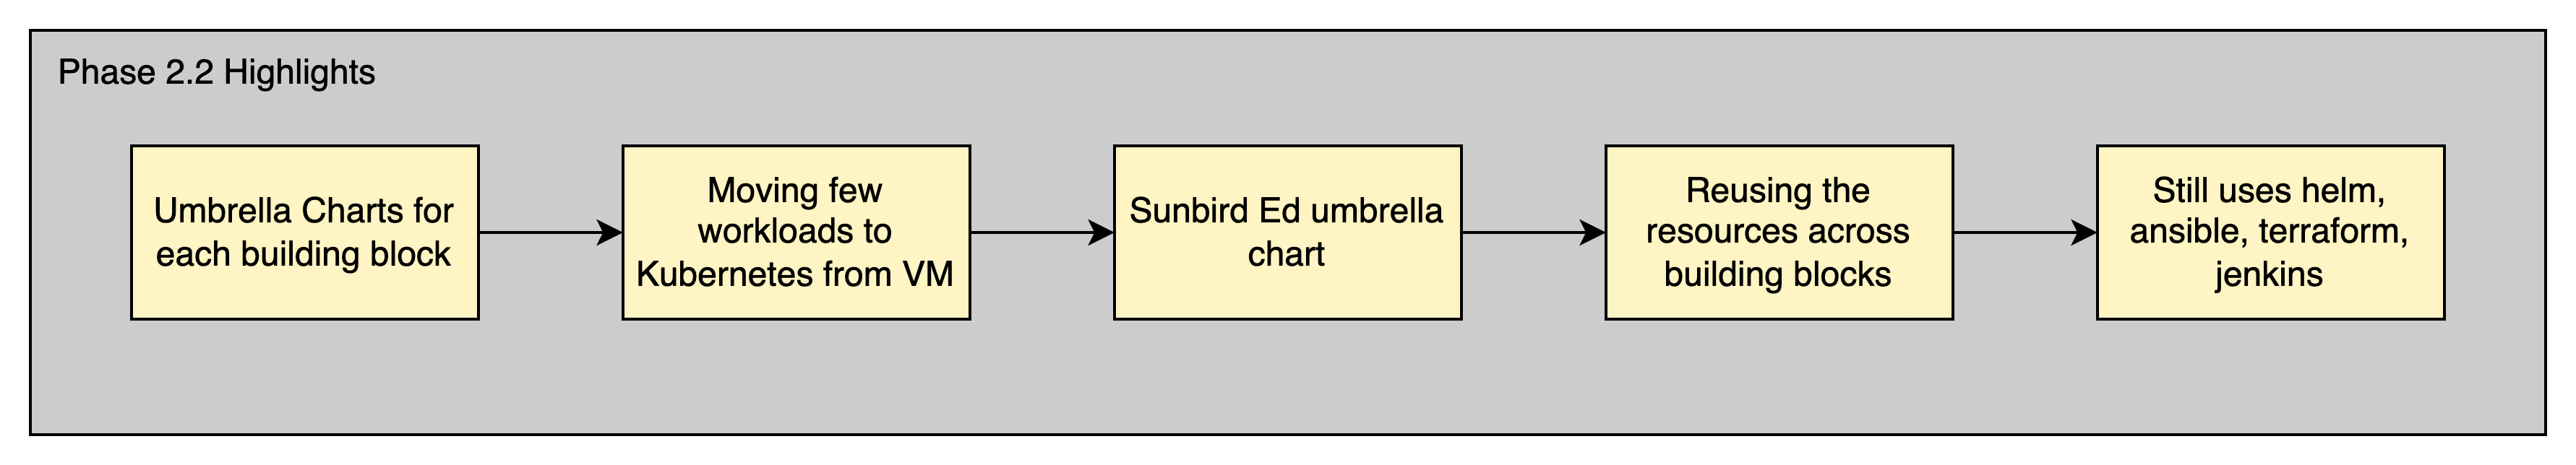 Phase 2.2 Highlights
Umbrella Charts for
each building block
Moving few
workloads to
Kubernetes from VM
Sunbird Ed umbrella
chart
Reusing the
resources across
building blocks
Still uses helm,
ansible, terraform,
jenkins